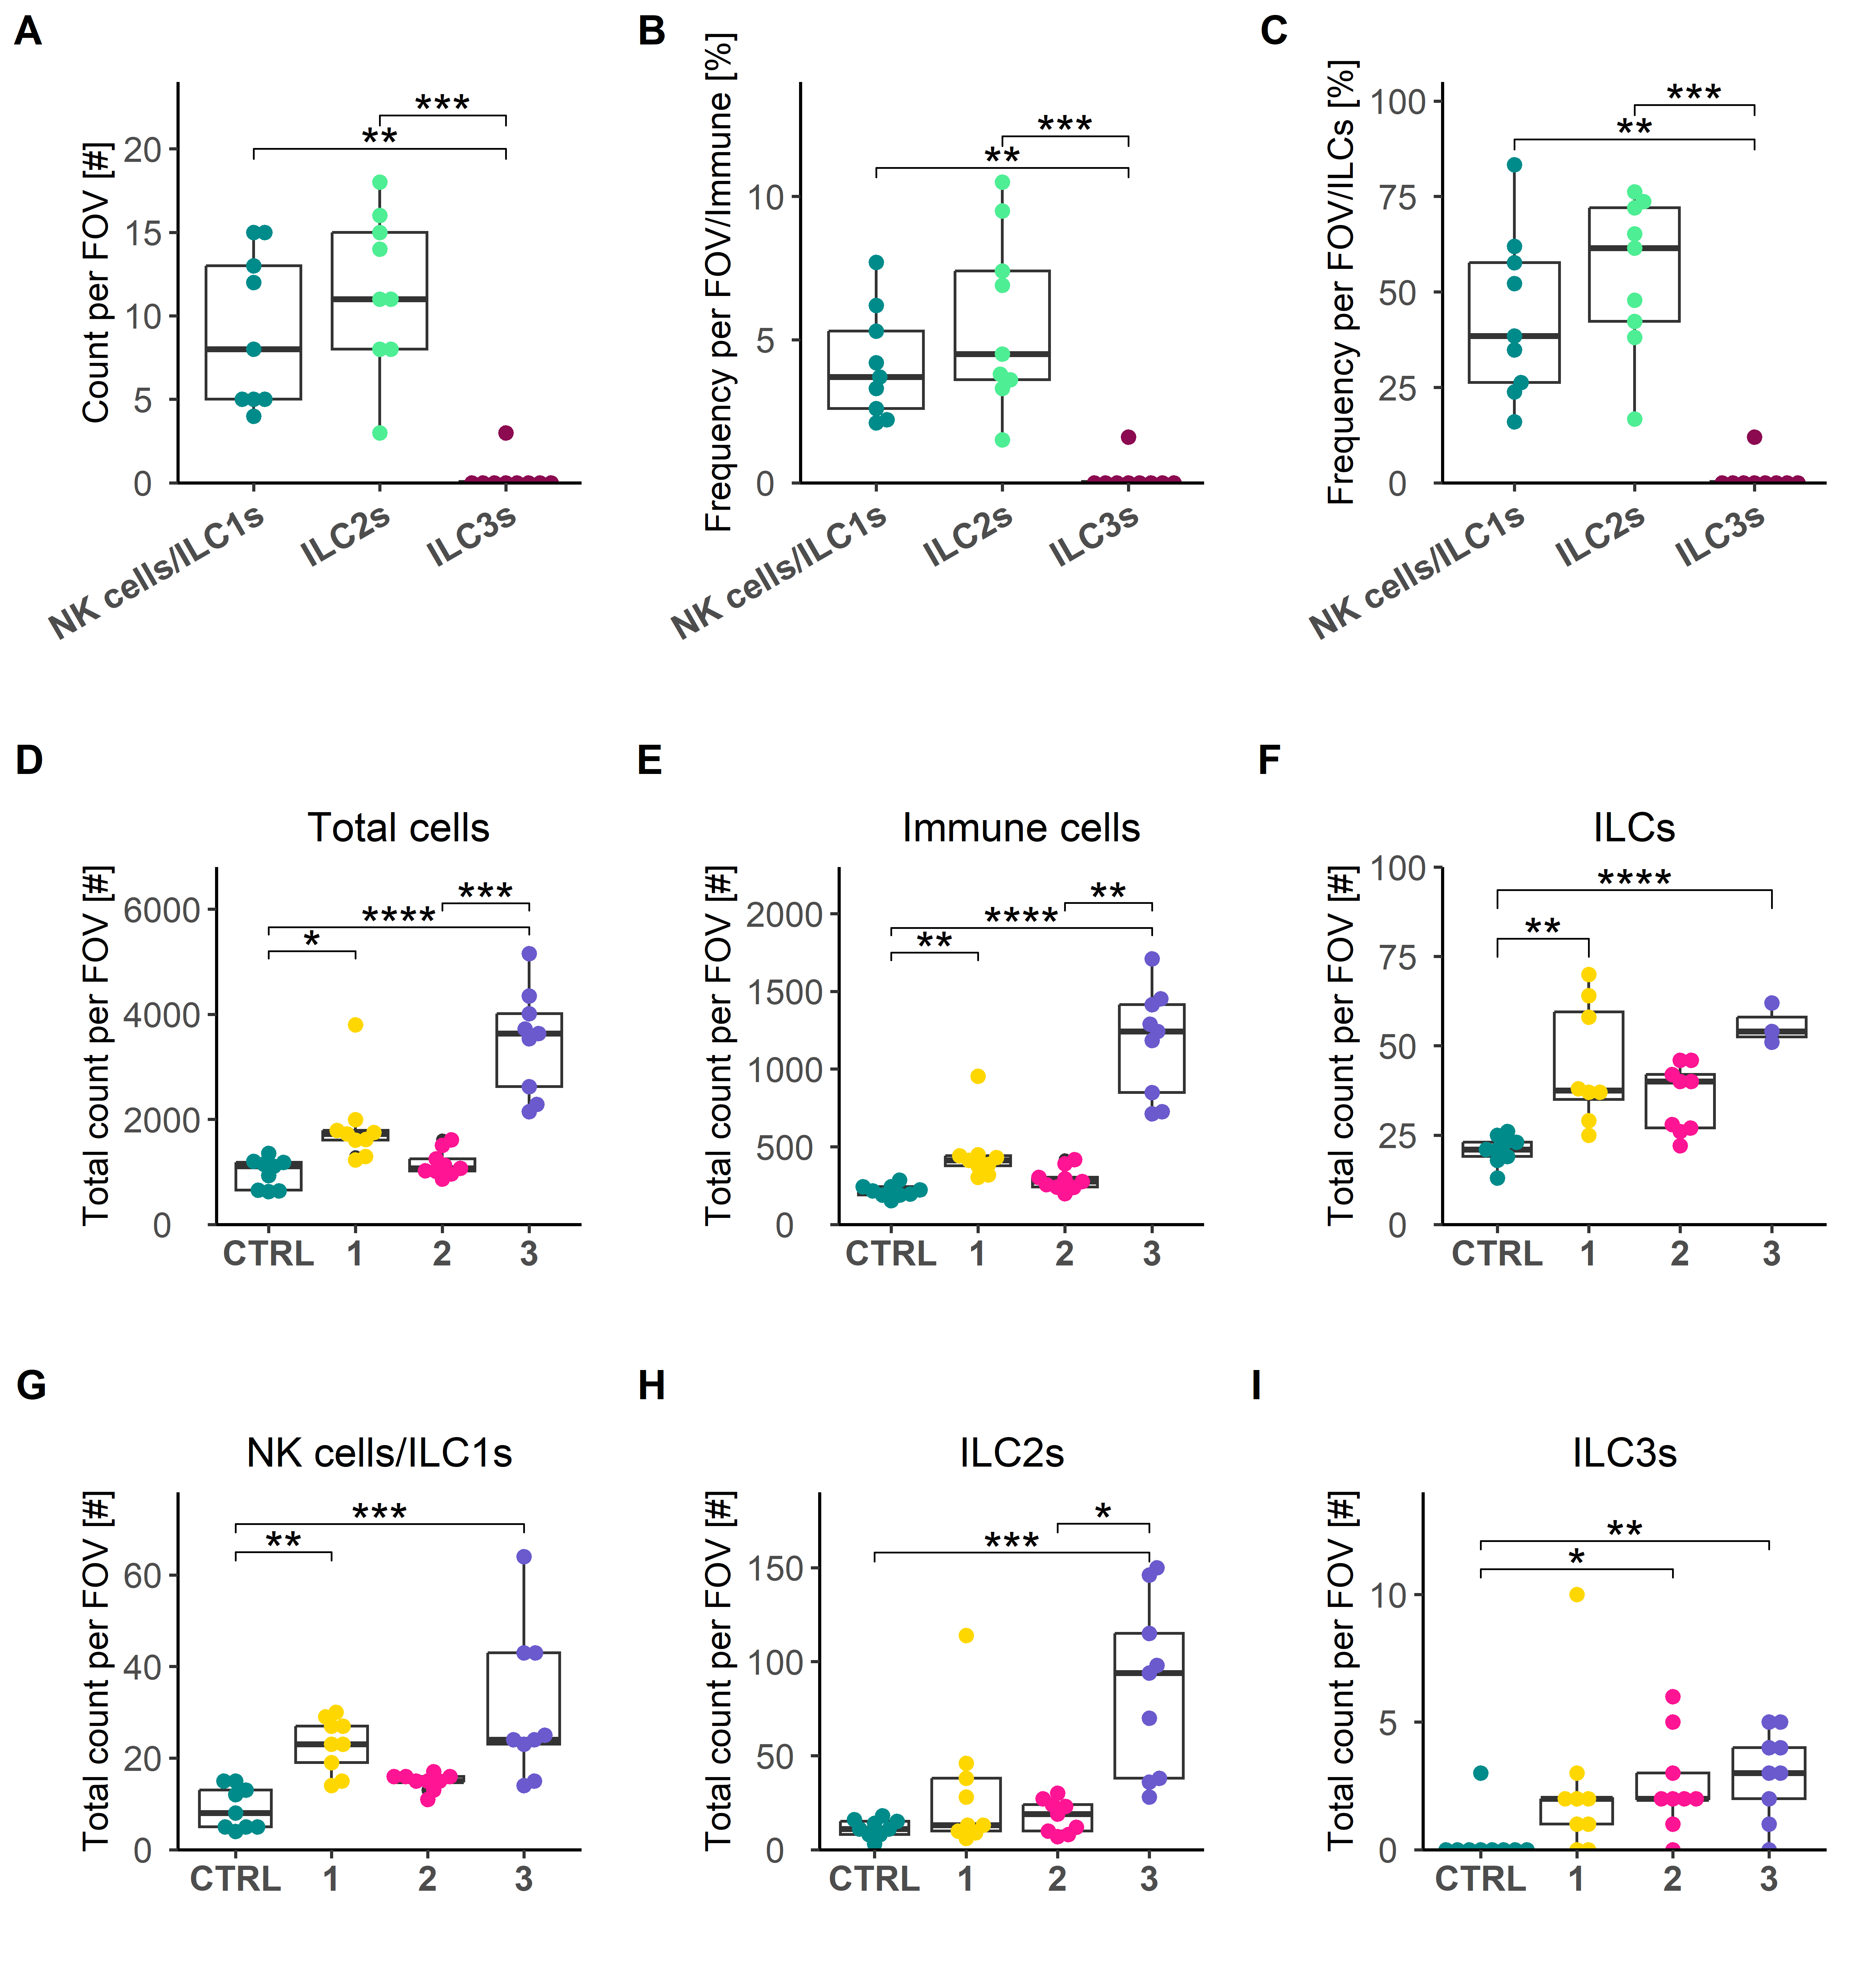 A
B
C
Count per FOV [#]
20
15
10
5
0
***
**
NK cells/ILC1s
ILC2s
ILC3s
Frequency per FOV/Immune [%]
10
5
0
***
**
NK cells/ILC1s
ILC2s
ILC3s
Frequency per FOV/ILCs [%]
100
75
50
25
0
***
**
NK cells/ILC1s
ILC2s
ILC3s
D
E
F
Total cells
Total count per FOV [#]
6000
4000
2000
0
***
****
*
CTRL 1 2 3
Immune cells
Total count per FOV [#]
2000
1500
1000
500
0
**
****
**
CTRL 1 2 3
ILCs
Total count per FOV [#]
100
75
50
25
0
****
**
CTRL 1 2 3
G
H
I
NK cells/ILC1s
Total count per FOV [#]
60
40
20
0
***
**
CTRL 1 2 3
ILC2s
Total count per FOV [#]
150
100
50
0
*
***
CTRL 1 2 3
ILC3s
Total count per FOV [#]
10
5
0
**
*
CTRL 1 2 3